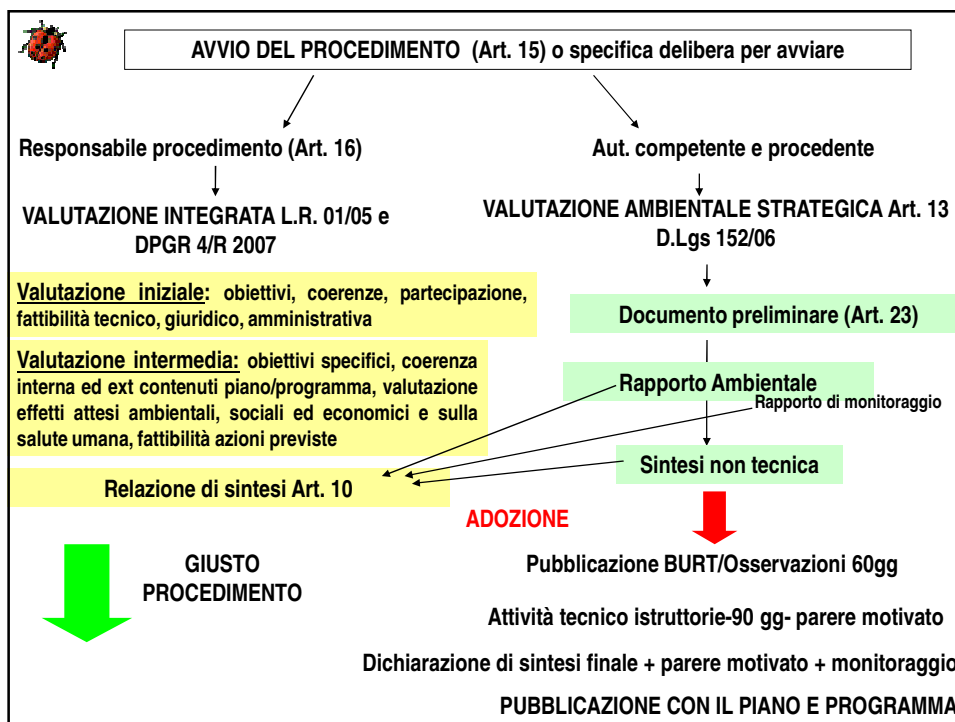 AVVIO DEL PROCEDIMENTO (Art. 15) o specifica delibera per avviare
Responsabile procedimento (Art. 16)
Aut. competente e procedente
VALUTAZIONE INTEGRATA L.R. 01/05 e
DPGR 4/R 2007
VALUTAZIONE AMBIENTALE STRATEGICA Art. 13
D.Lgs 152/06
Valutazione iniziale: obiettivi, coerenze, partecipazione,
fattibilità tecnico, giuridico, amministrativa
Documento preliminare (Art. 23)
Valutazione intermedia: obiettivi specifici, coerenza
interna ed ext contenuti piano/programma, valutazione
effetti attesi ambientali, sociali ed economici e sulla
salute umana, fattibilità azioni previste
Rapporto Ambientale
Rapporto di monitoraggio
Sintesi non tecnica
Relazione di sintesi Art. 10
ADOZIONE
GIUSTO
PROCEDIMENTO
Pubblicazione BURT/Osservazioni 60gg
Attività tecnico istruttorie-90 gg- parere motivato
Dichiarazione di sintesi finale + parere motivato + monitoraggio
PUBBLICAZIONE CON IL PIANO E PROGRAMMA